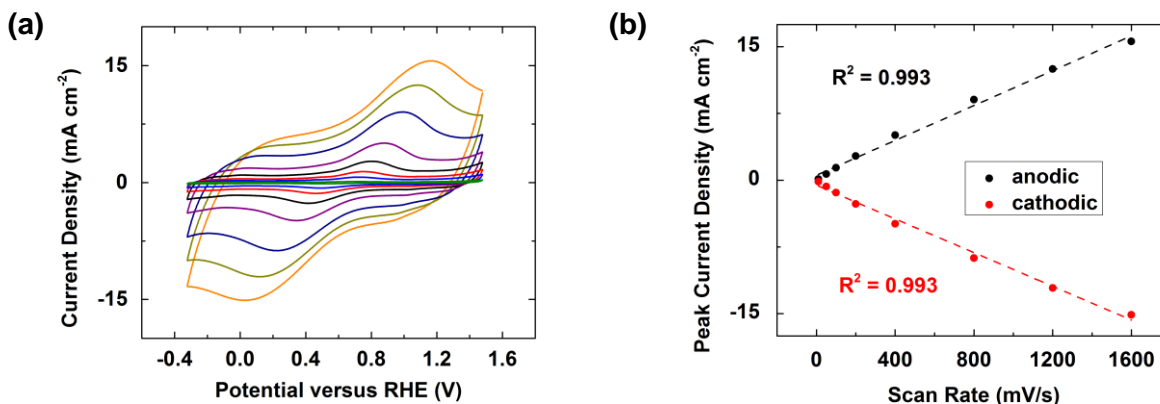 (a)
15
0
-15
Current Density (mA cm⁻²)
-0.4 0.0 0.4 0.8 1.2 1.6
Potential versus RHE (V)
(b)
15
0
-15
Peak Current Density (mA cm⁻²)
R² = 0.993
anodic
cathodic
R² = 0.993
0 400 800 1200 1600
Scan Rate (mV/s)